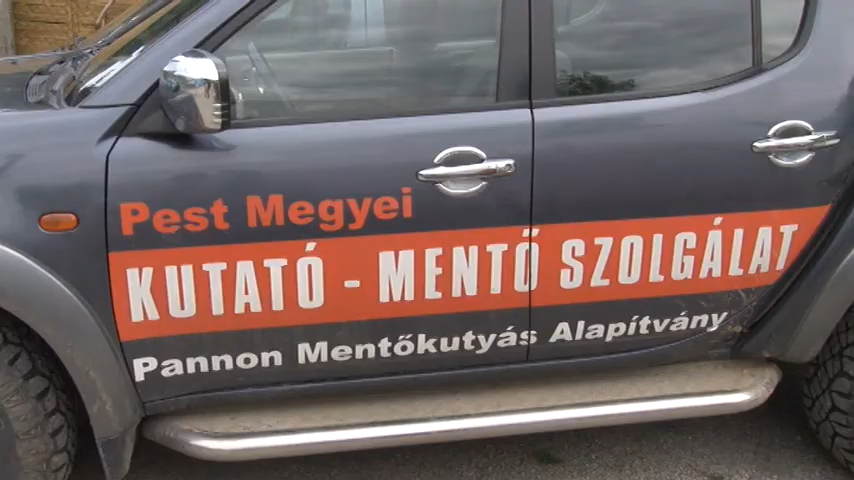 Pest Megyei
KUTATÓ - MENTŐ SZOLGÁLAT
Pannon Mentőkutyás Alapítvány